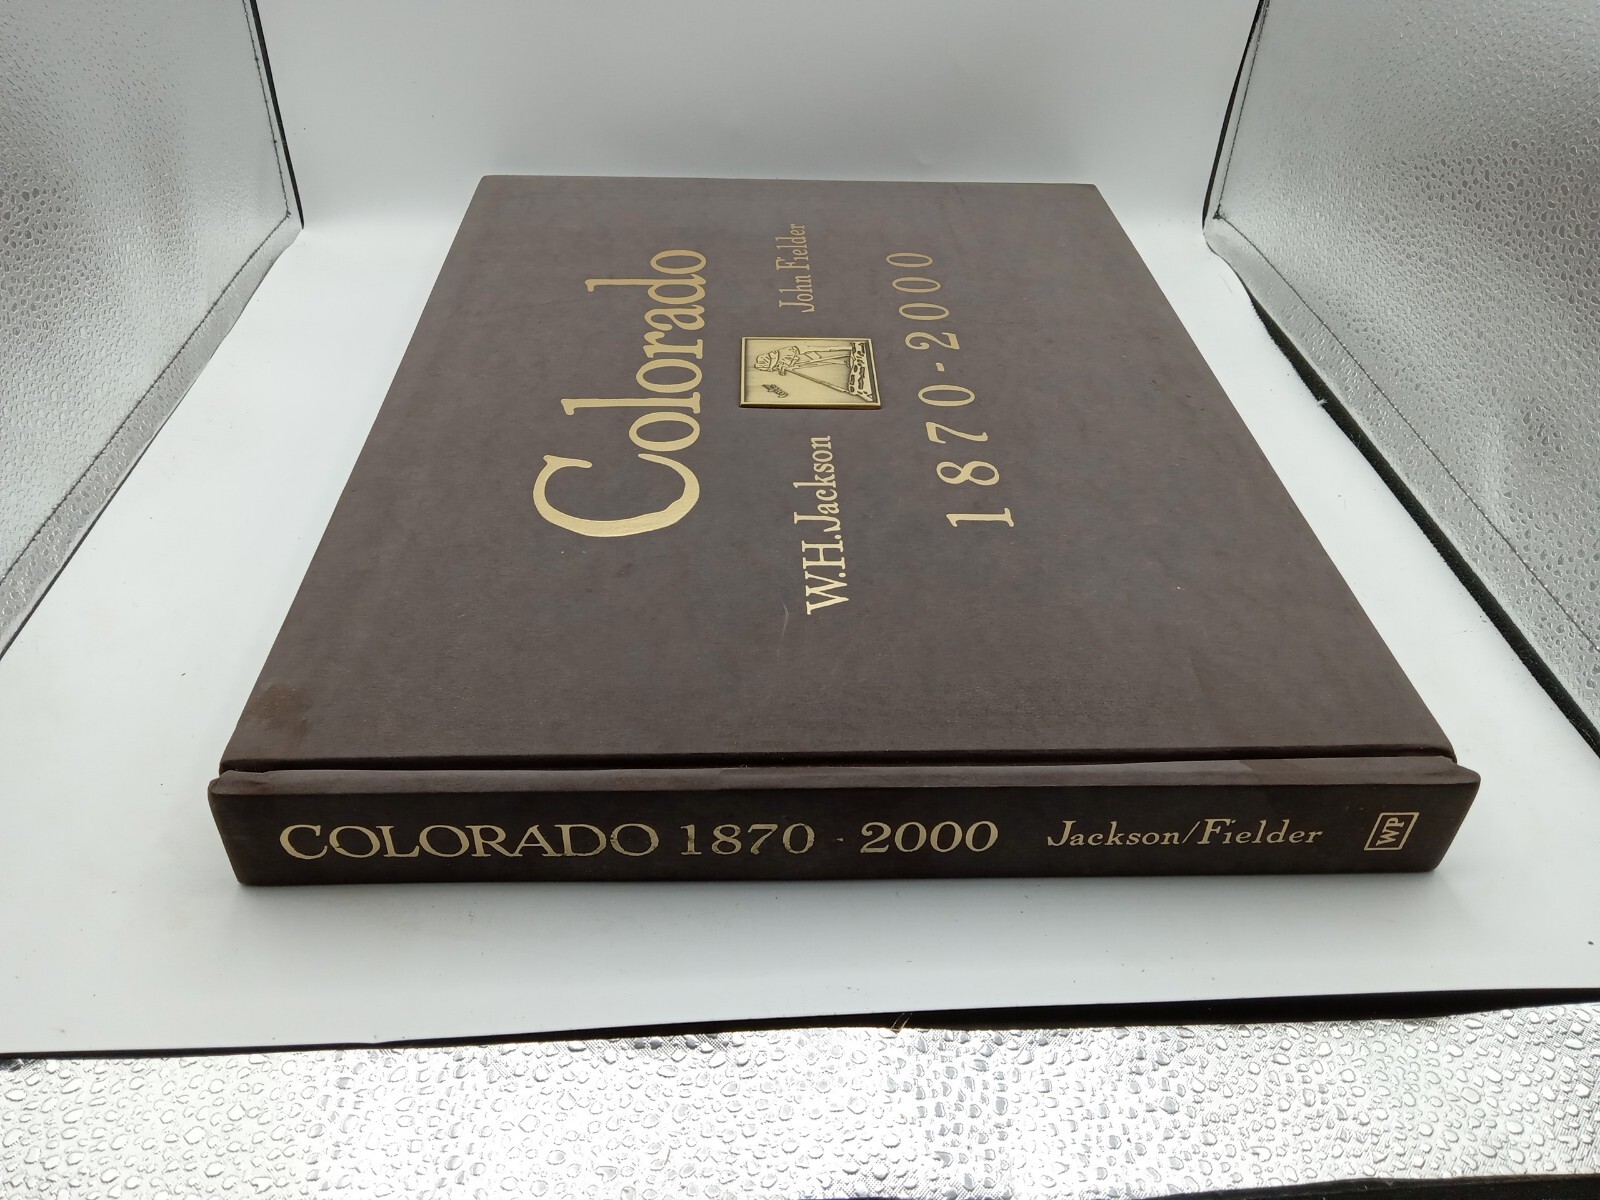 Colorado
W.H.Jackson John Fielder
1870-2000
COLORADO 1870 - 2000 Jackson/Fielder WP